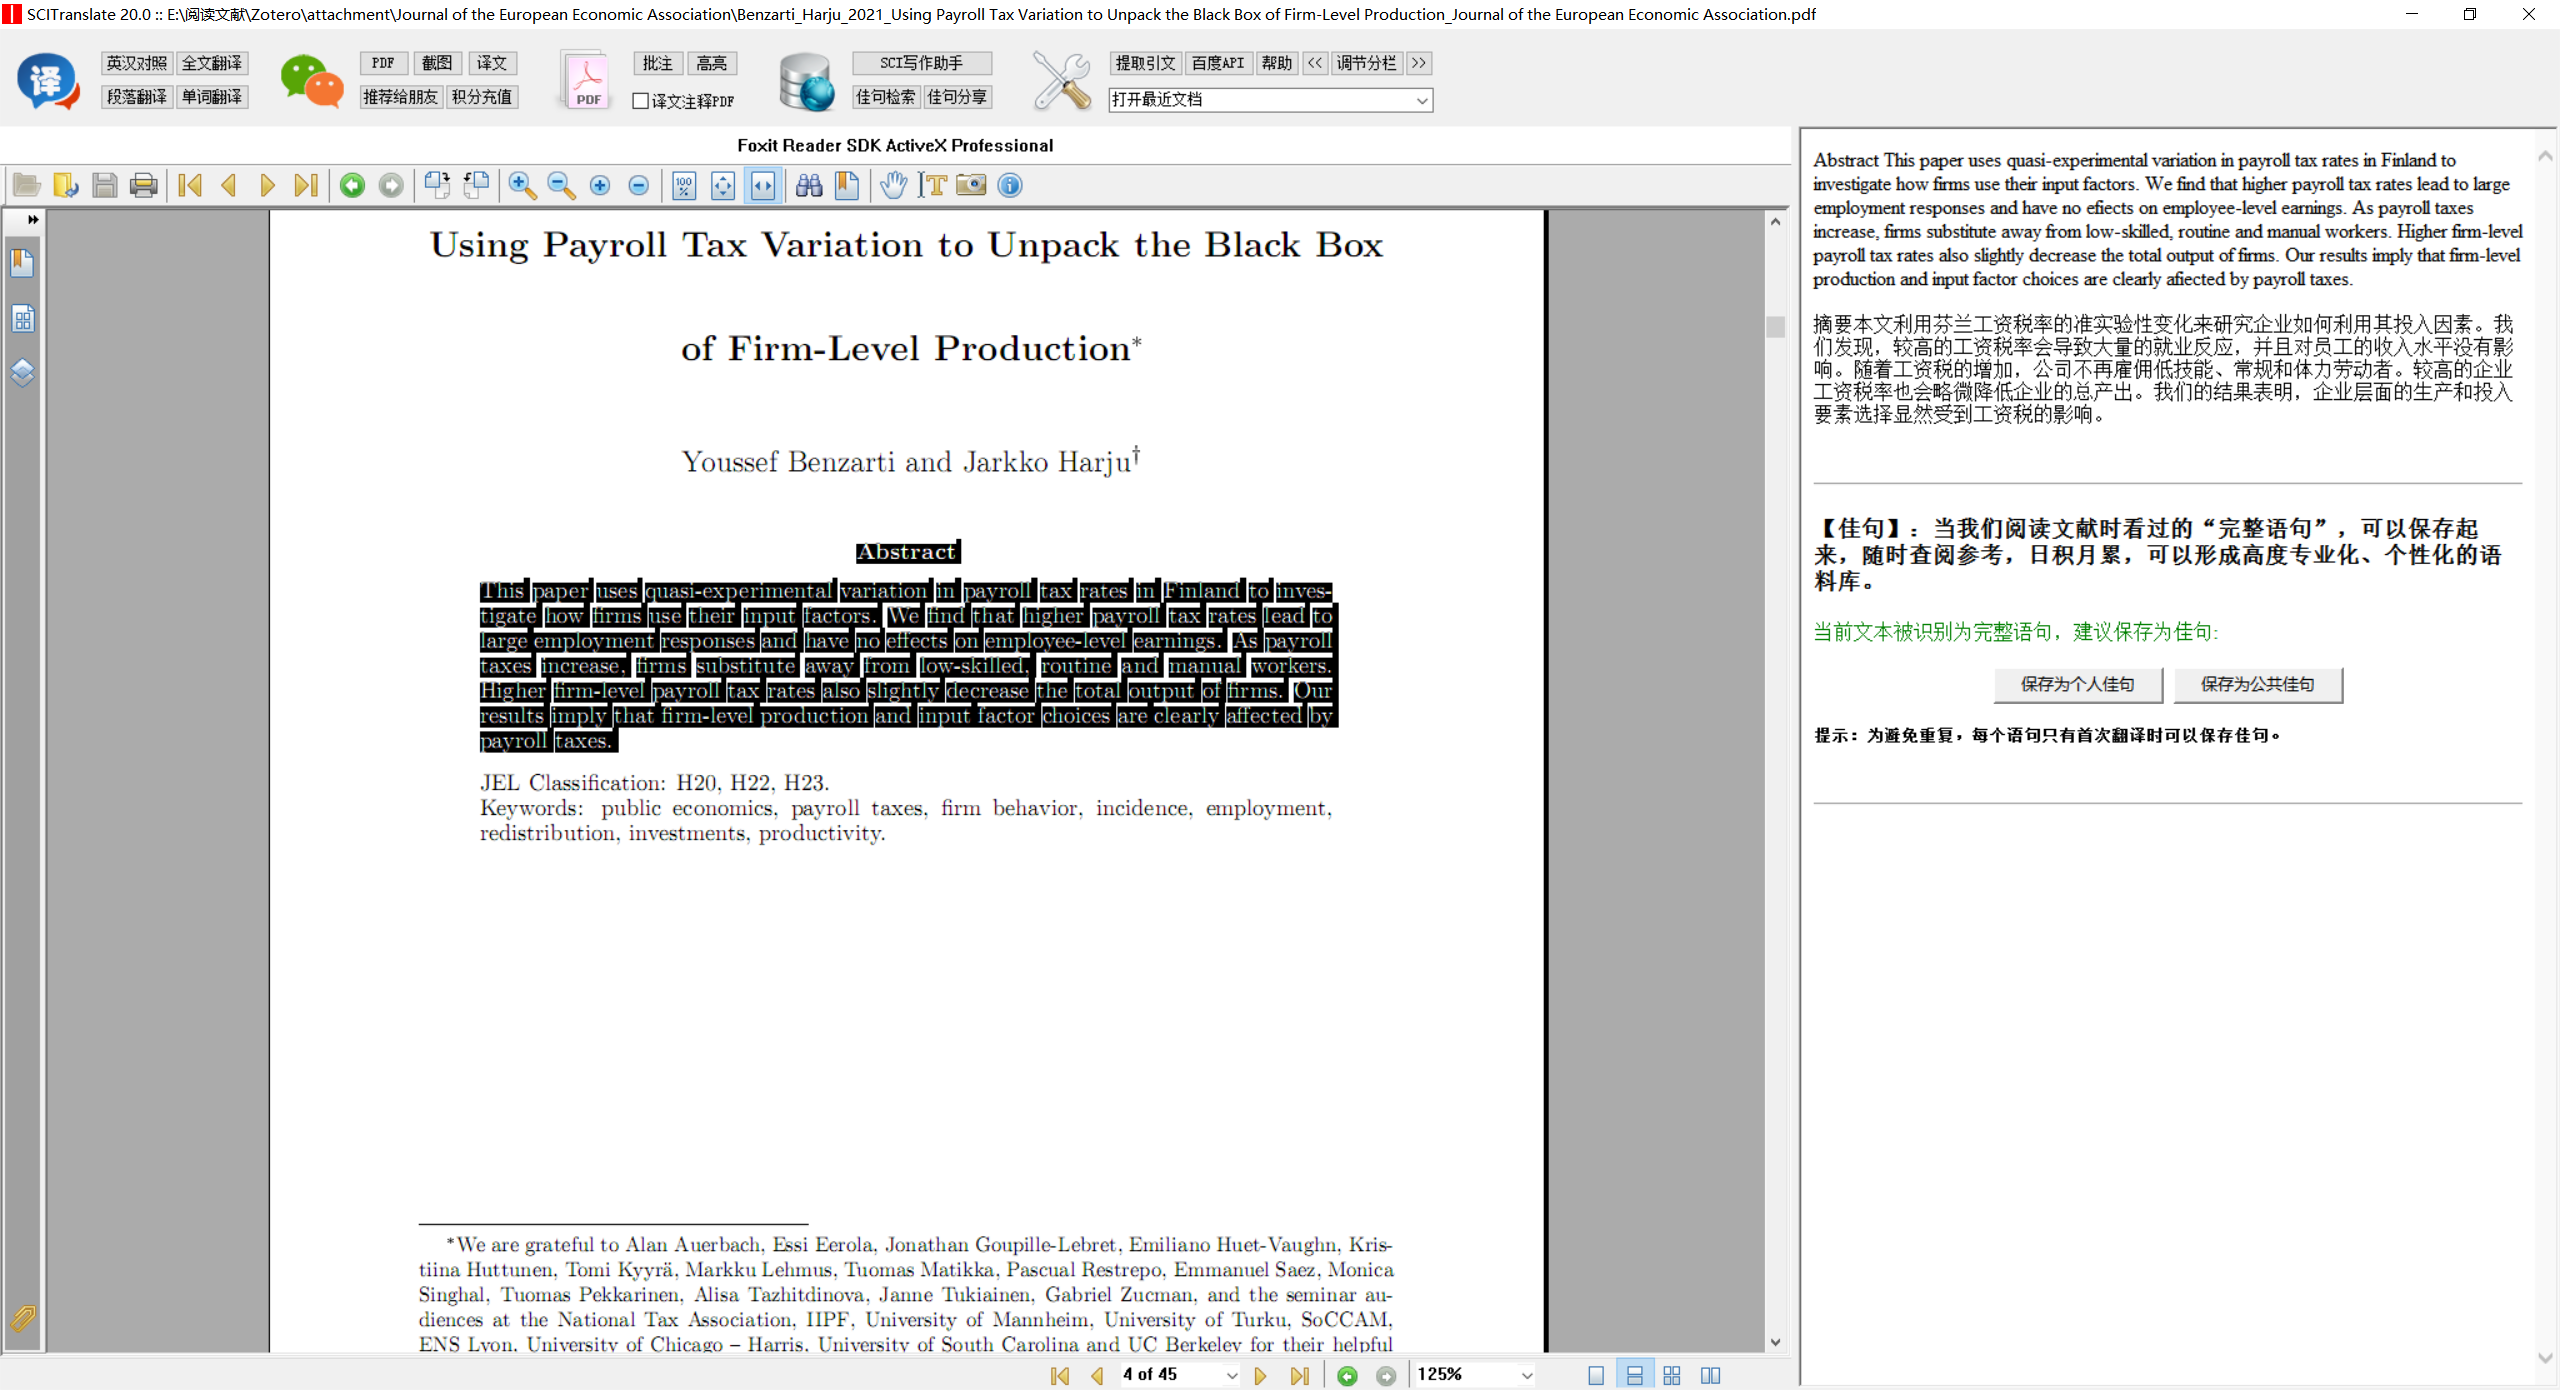 SCITranslate 20.0 :: E:\阅读文献\Zotero\attachment\Journal of the European Economic Association\Benzarti_Harju_2021_Using Payroll Tax Variation to Unpack the Black Box of Firm-Level Production_Journal of the European Economic Association.pdf
译
英汉对照 全文翻译
段落翻译 单词翻译
PDF 截图 译文
推荐给朋友 积分充值
PDF
批注 高亮
译文注释PDF
SCI写作助手
佳句检索 佳句分享
提取引文 百度API 帮助 << 调节分栏 >>
打开最近文档
Foxit Reader SDK ActiveX Professional
100 %
Using Payroll Tax Variation to Unpack the Black Box
of Firm-Level Production*
Youssef Benzarti and Jarkko Harju†
Abstract
This paper uses quasi-experimental variation in payroll tax rates in Finland to inves-
tigate how firms use their input factors. We find that higher payroll tax rates lead to
large employment responses and have no effects on employee-level earnings. As payroll
taxes increase, firms substitute away from low-skilled, routine and manual workers.
Higher firm-level payroll tax rates also slightly decrease the total output of firms. Our
results imply that firm-level production and input factor choices are clearly affected by
payroll taxes.
JEL Classification: H20, H22, H23.
Keywords: public economics, payroll taxes, firm behavior, incidence, employment,
redistribution, investments, productivity.
*We are grateful to Alan Auerbach, Essi Eerola, Jonathan Goupille-Lebret, Emiliano Huet-Vaughn, Kris-
tiina Huttunen, Tomi Kyyrä, Markku Lehmus, Tuomas Matikka, Pascual Restrepo, Emmanuel Saez, Monica
Singhal, Tuomas Pekkarinen, Alisa Tazhitdinova, Janne Tukiainen, Gabriel Zucman, and the seminar au-
diences at the National Tax Association, IIPF, University of Mannheim, University of Turku, SoCCAM,
ENS Lyon, University of Chicago – Harris, University of South Carolina and UC Berkeley for their helpful
4 of 45
125%
Abstract This paper uses quasi-experimental variation in payroll tax rates in Finland to
investigate how firms use their input factors. We find that higher payroll tax rates lead to large
employment responses and have no efiects on employee-level earnings. As payroll taxes
increase, firms substitute away from low-skilled, routine and manual workers. Higher firm-level
payroll tax rates also slightly decrease the total output of firms. Our results imply that firm-level
production and input factor choices are clearly afiected by payroll taxes.
摘要本文利用芬兰工资税率的准实验性变化来研究企业如何利用其投入因素。我
们发现，较高的工资税率会导致大量的就业反应，并且对员工的收入水平没有影
响。随着工资税的增加，公司不再雇佣低技能、常规和体力劳动者。较高的企业
工资税率也会略微降低企业的总产出。我们的结果表明，企业层面的生产和投入
要素选择显然受到工资税的影响。
【佳句】：当我们阅读文献时看过的“完整语句”，可以保存起
来，随时查阅参考，日积月累，可以形成高度专业化、个性化的语
料库。
当前文本被识别为完整语句，建议保存为佳句:
保存为个人佳句 保存为公共佳句
提示：为避免重复，每个语句只有首次翻译时可以保存佳句。